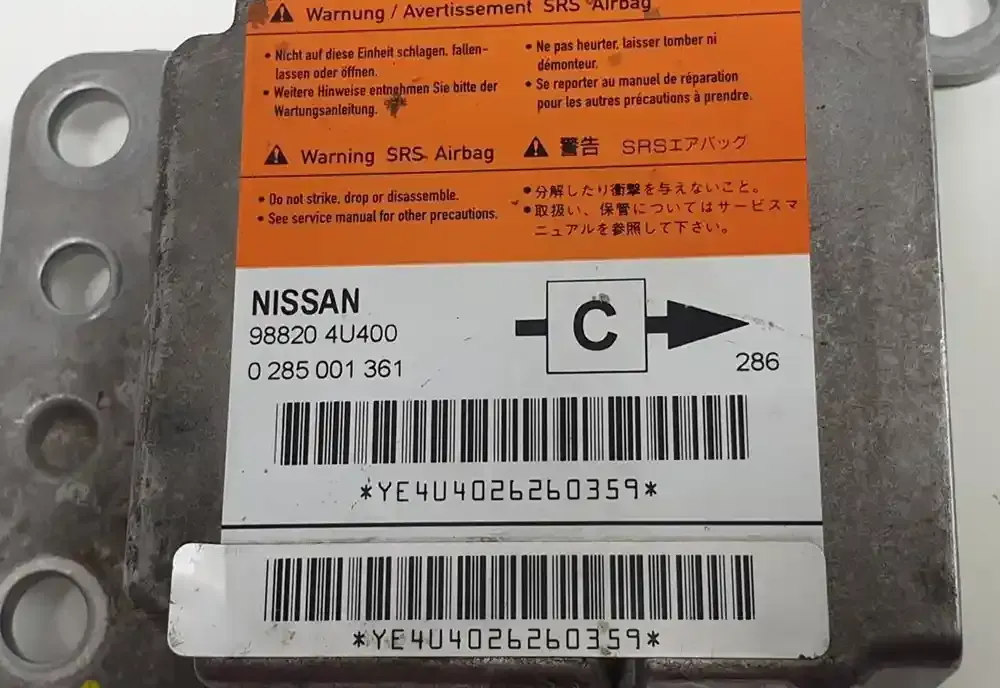 Warnung / Avertissement SRS Airbag
• Nicht auf diese Einheit schlagen, fallen-
lassen oder öffnen.
• Weitere Hinweise entnehmen Sie bitte der
Wartungsanleitung.
• Ne pas heurter, laisser lomber ni
démonteur.
• Se reporter au manuel de réparation
pour les autres précautions à prendre.
Warning SRS Airbag
警告 SRSエアバッグ
• Do not strike, drop or disassemble.
• See service manual for other precautions.
•分解したり衝撃を与えないこと。
•取扱い、保管についてはサービスマ
ニュアルを参照して下さい。
NISSAN
98820 4U400
0 285 001 361
C
286
*YE4U4026260359*
*YE4U4026260359*